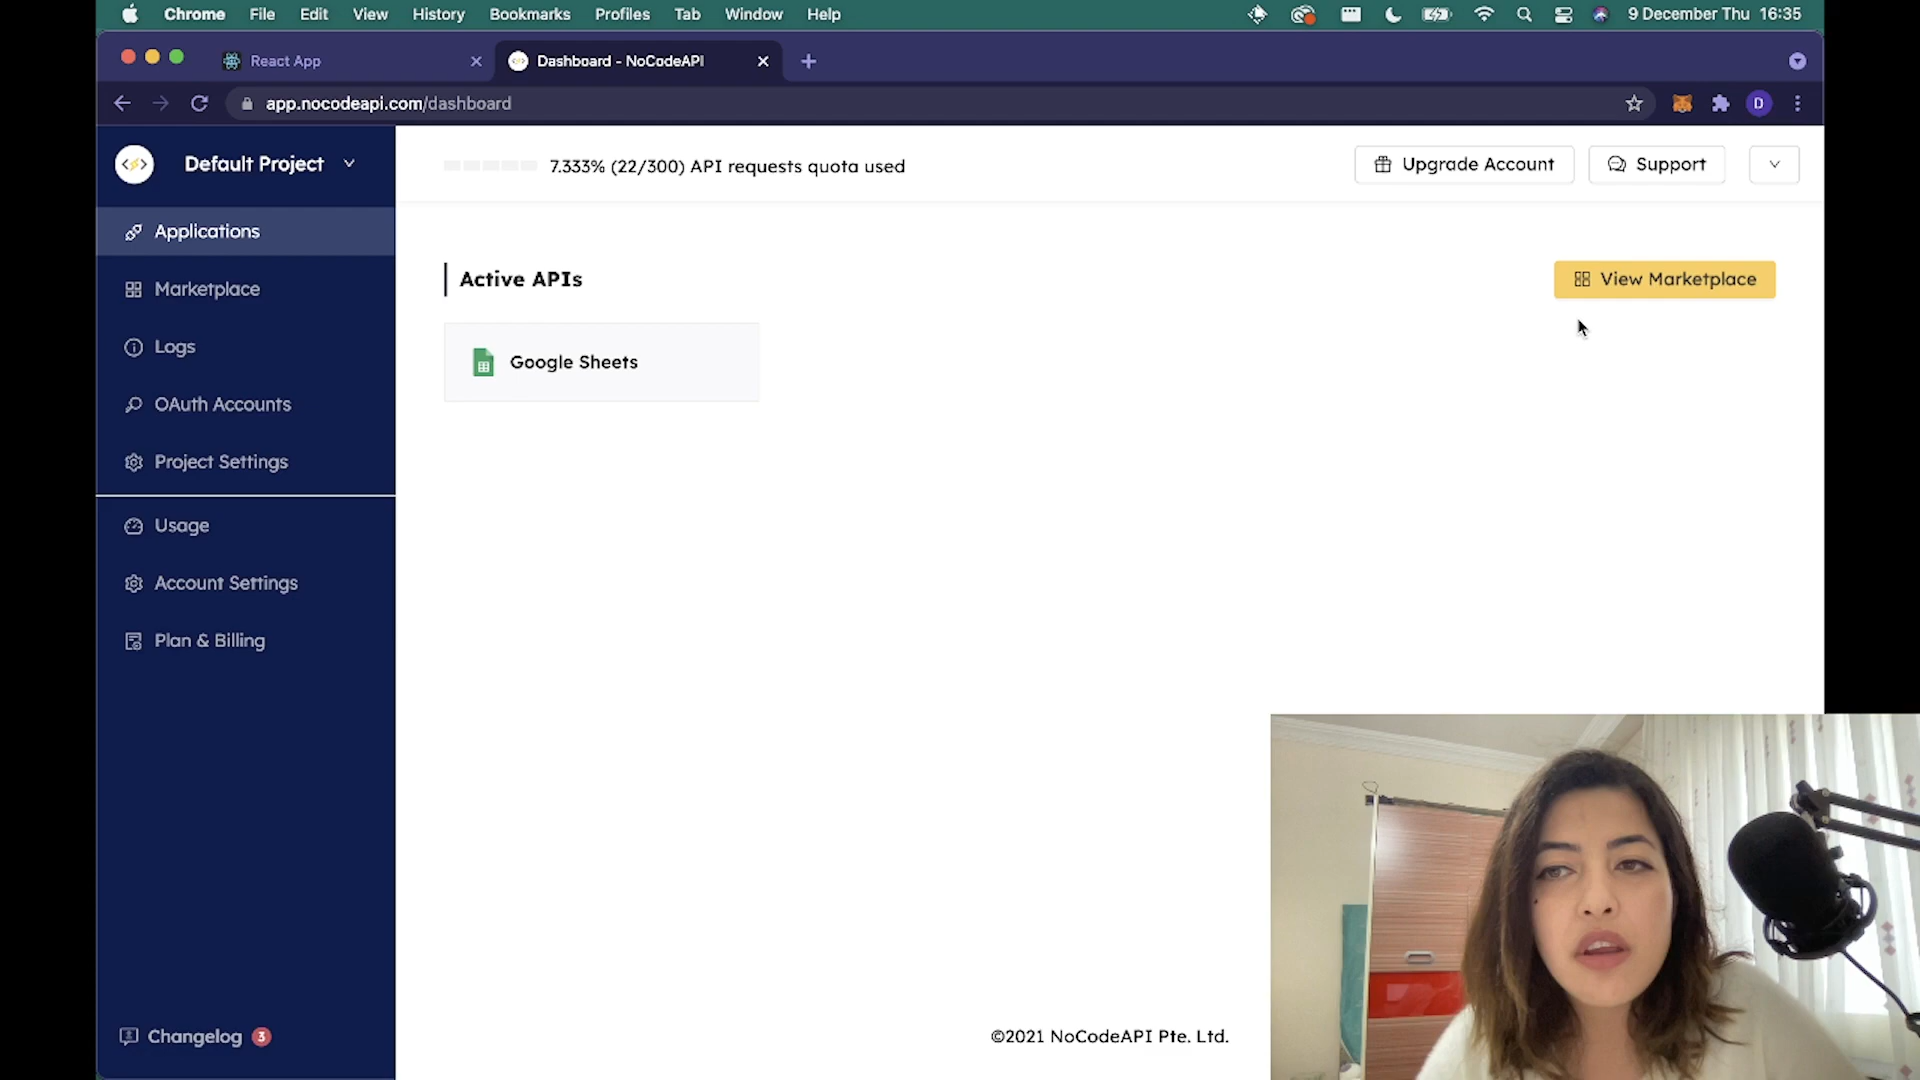 Chrome File Edit View History Bookmarks Profiles Tab Window Help 9 December Thu 16:35
React App Dashboard - NoCodeAPI
app.nocodeapi.com/dashboard D
Default Project 7.333% (22/300) API requests quota used Upgrade Account Support
Applications
Marketplace
Logs
OAuth Accounts
Project Settings
Usage
Account Settings
Plan & Billing
Changelog 3
Active APIs View Marketplace
Google Sheets
©2021 NoCodeAPI Pte. Ltd.